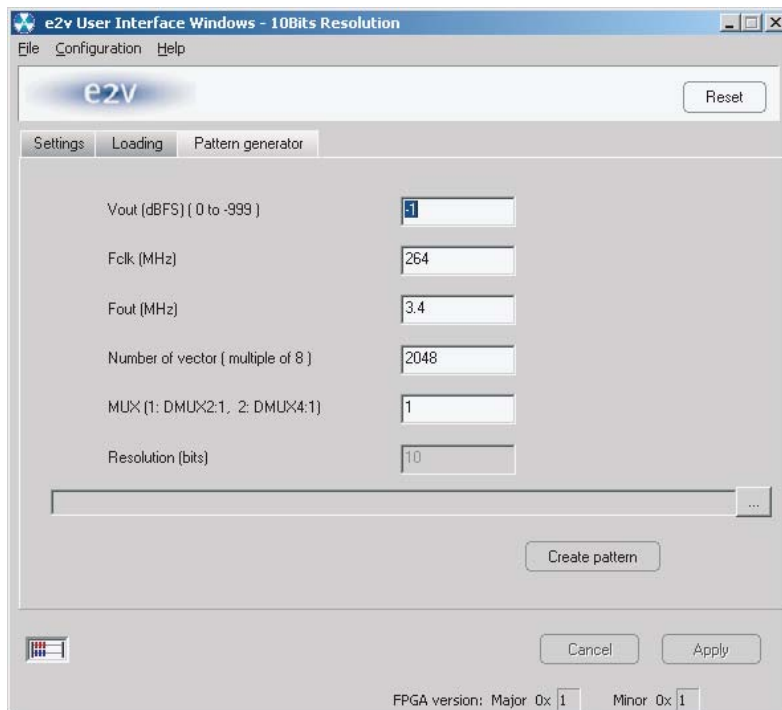 e2v User Interface Windows - 10Bits Resolution
File Configuration Help
e2v
Reset
Settings Loading Pattern generator
Vout (dBFS) ( 0 to -999 ) -1
Fclk (MHz) 264
Fout (MHz) 3.4
Number of vector ( multiple of 8 ) 2048
MUX (1: DMUX2:1, 2: DMUX4:1) 1
Resolution (bits) 10
...
Create pattern
Cancel Apply
FPGA version: Major 0x 1 Minor 0x 1